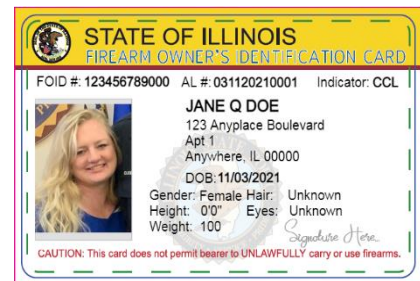 STATE OF ILLINOIS
FIREARM OWNER'S IDENTIFICATION CARD
FOID #: 123456789000 AL #: 031120210001 Indicator: CCL
JANE Q DOE
123 Anyplace Boulevard
Apt 1
Anywhere, IL 00000
DOB: 11/03/2021
Gender: Female Hair: Unknown
Height: 0'0" Eyes: Unknown
Weight: 100
Signature Here
CAUTION: This card does not permit bearer to UNLAWFULLY carry or use firearms.